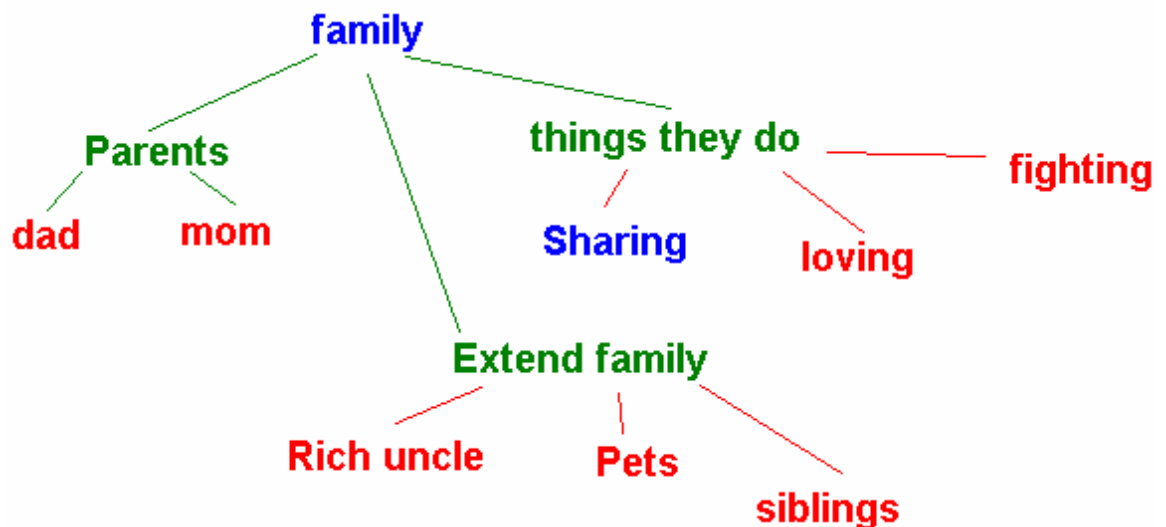 family
Parents
things they do
fighting
dad
mom
Sharing
loving
Extend family
Rich uncle
Pets
siblings